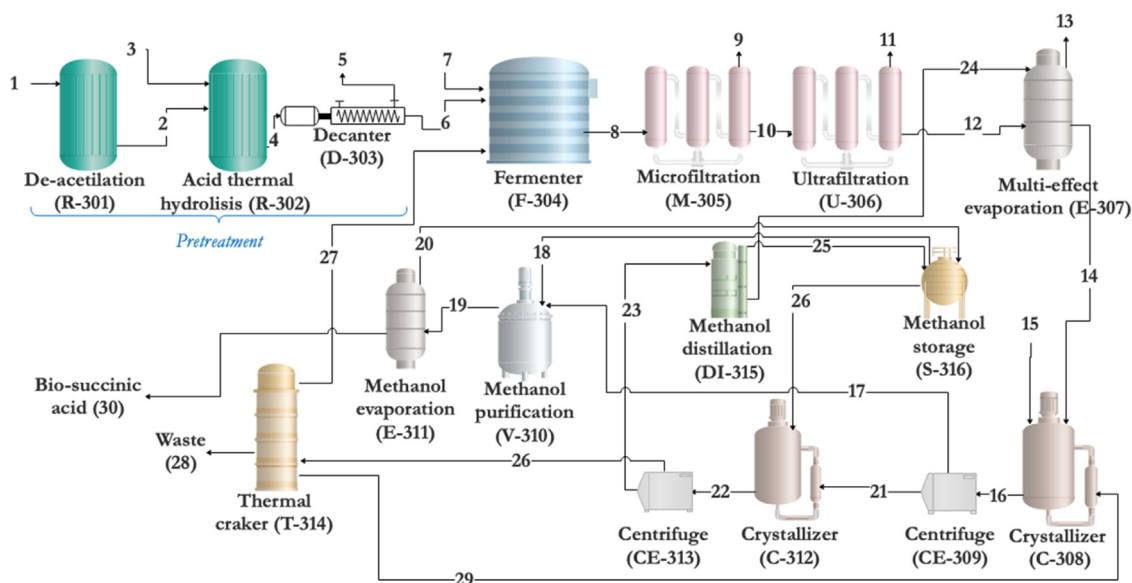 1
2
3
4
5
6
7
8
9
10
11
12
13
24
De-acetilation
(R-301)
Acid thermal
hydrolisis (R-302)
Pretreatment
Decanter
(D-303)
Fermenter
(F-304)
Microfiltration
(M-305)
Ultrafiltration
(U-306)
Multi-effect
evaporation (E-307)
27
20
18
25
14
19
23
26
15
Methanol
evaporation
(E-311)
Methanol
purification
(V-310)
Methanol
distillation
(DI-315)
Methanol
storage
(S-316)
Bio-succinic
acid (30)
17
Waste
(28)
26
22
21
16
Thermal
craker (T-314)
Centrifuge
(CE-313)
Crystallizer
(C-312)
Centrifuge
(CE-309)
Crystallizer
(C-308)
29